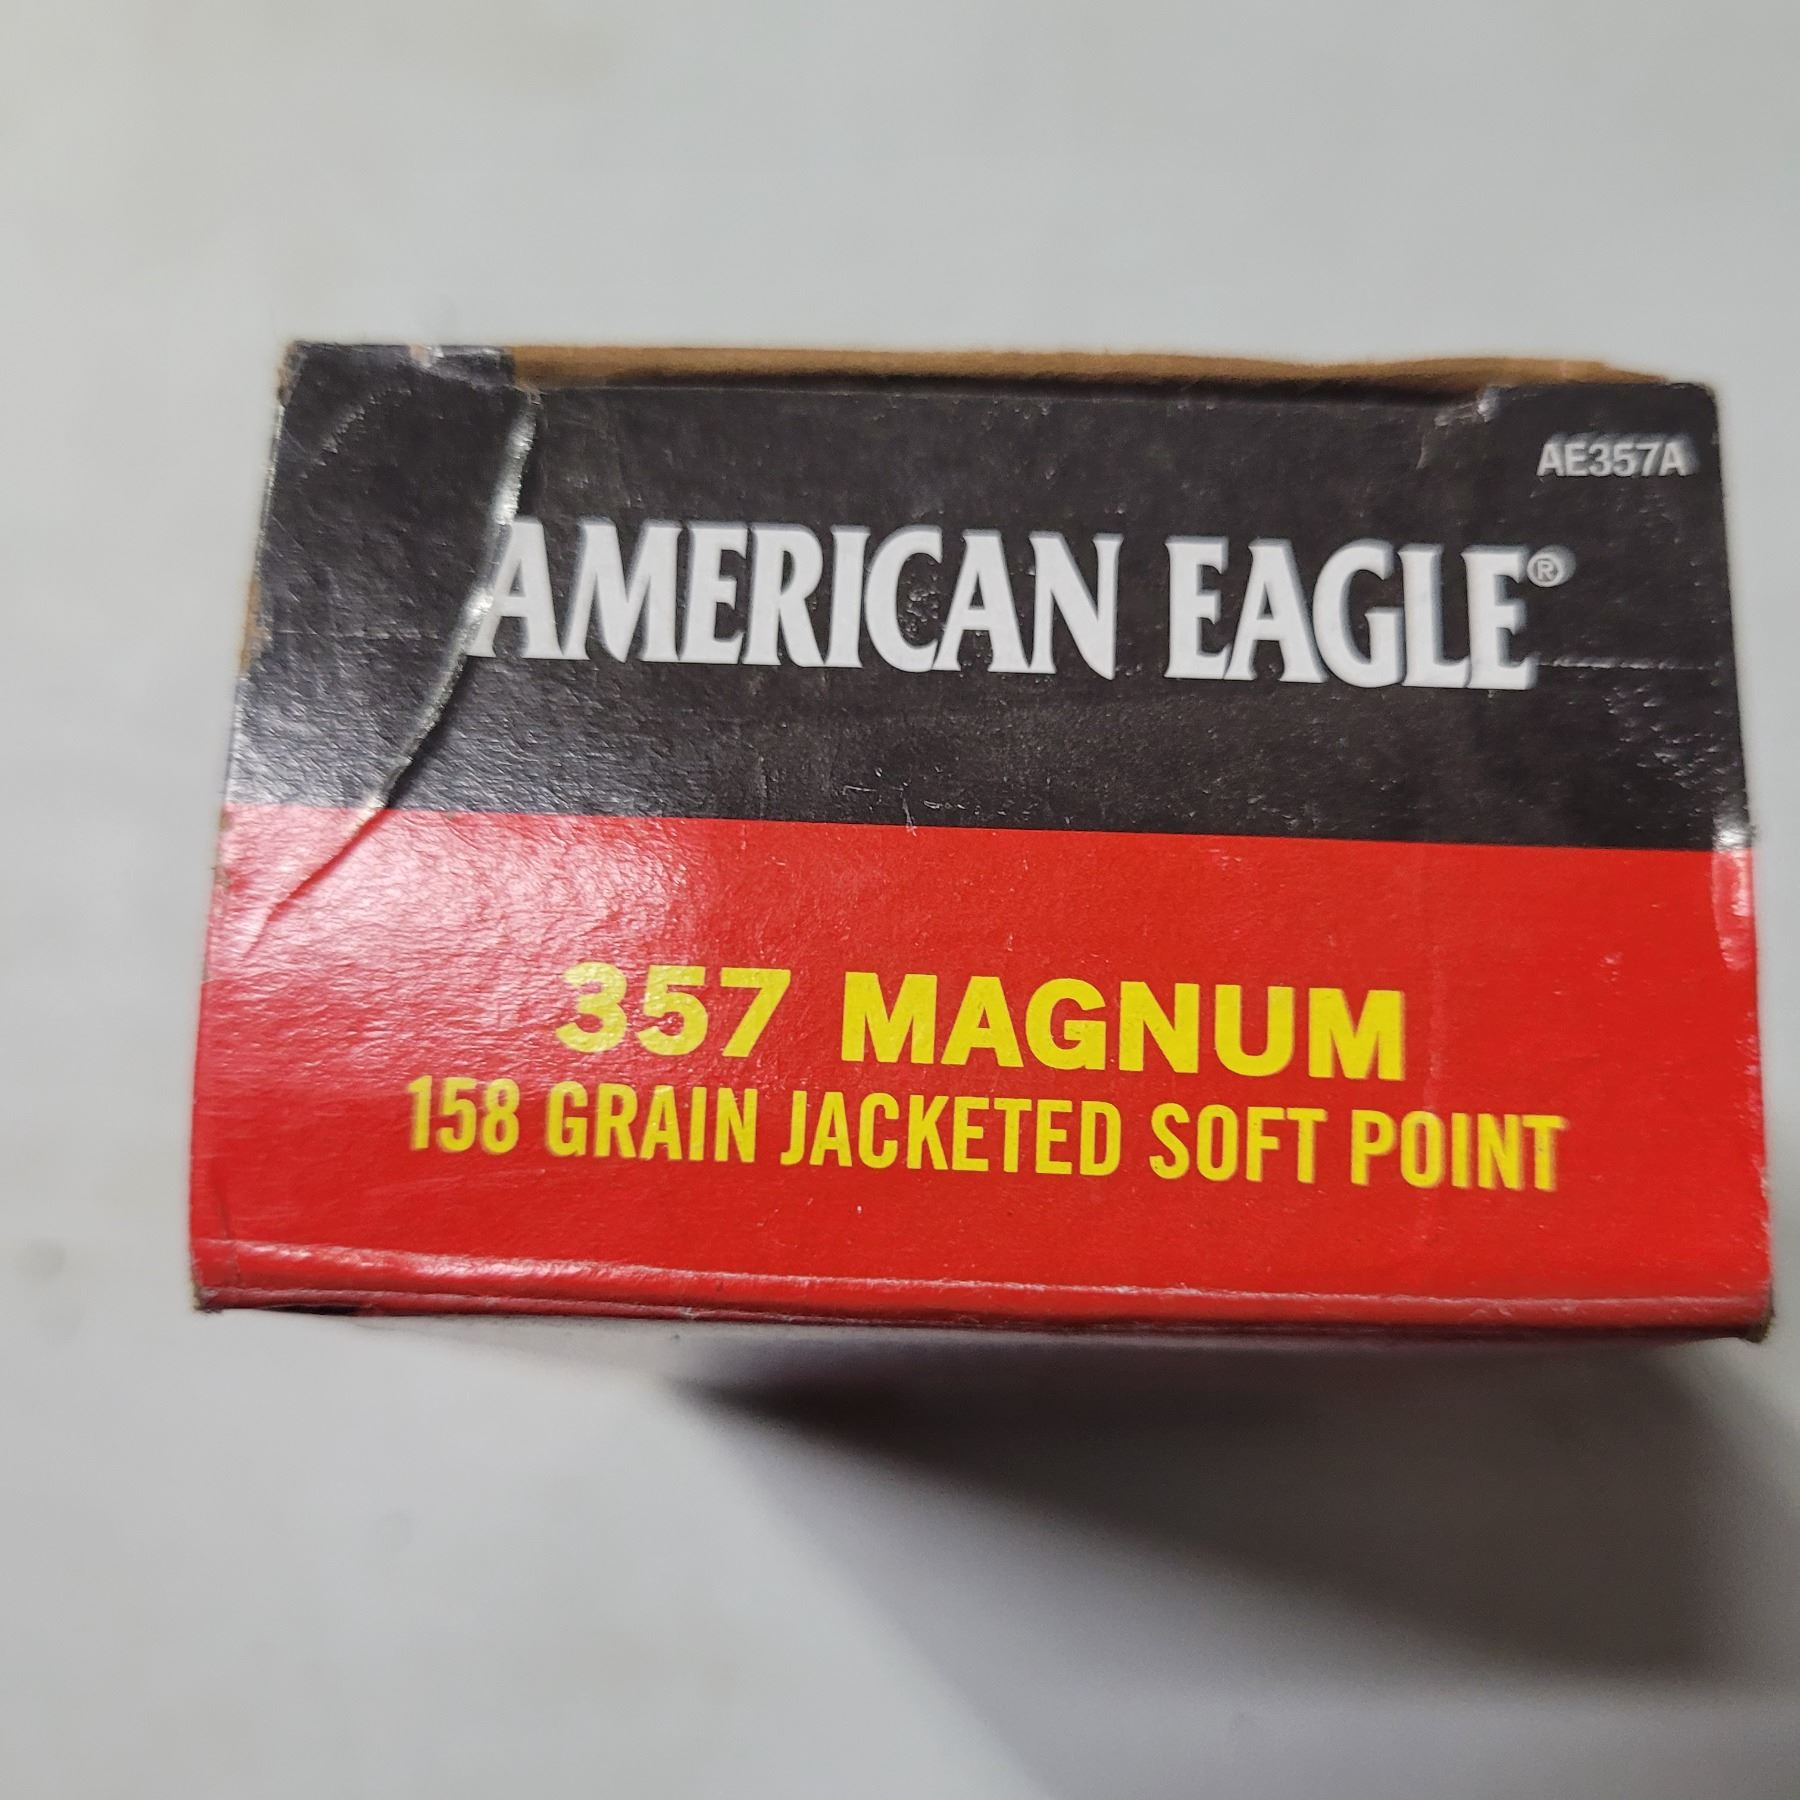 AE357A
AMERICAN EAGLE®
357 MAGNUM
158 GRAIN JACKETED SOFT POINT